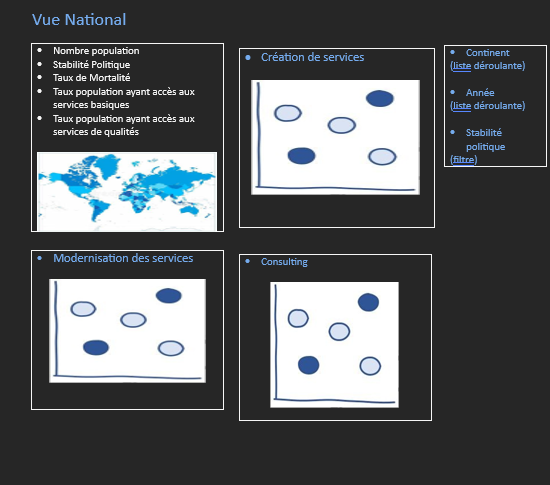 Vue National
• Nombre population
• Stabilité Politique
• Taux de Mortalité
• Taux population ayant accès aux
services basiques
• Taux population ayant accès aux
services de qualités
• Création de services
• Continent
(liste déroulante)
• Année
(liste déroulante)
• Stabilité
politique
(filtre)
• Modernisation des services
• Consulting